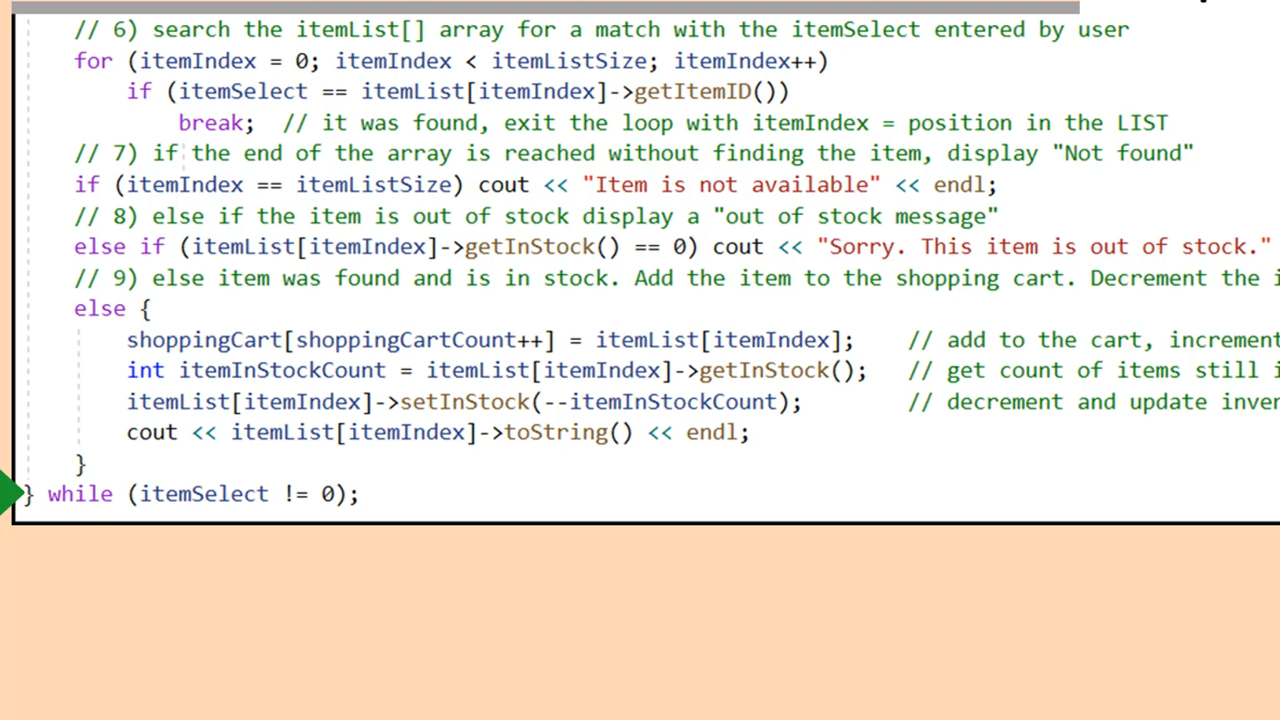 // 6) search the itemList[] array for a match with the itemSelect entered by user
for (itemIndex = 0; itemIndex < itemListSize; itemIndex++)
if (itemSelect == itemList[itemIndex]->getItemID())
break; // it was found, exit the loop with itemIndex = position in the LIST
// 7) if the end of the array is reached without finding the item, display "Not found"
if (itemIndex == itemListSize) cout << "Item is not available" << endl;
// 8) else if the item is out of stock display a "out of stock message"
else if (itemList[itemIndex]->getInStock() == 0) cout << "Sorry. This item is out of stock."
// 9) else item was found and is in stock. Add the item to the shopping cart. Decrement the
else {
shoppingCart[shoppingCartCount++] = itemList[itemIndex]; // add to the cart, increment
int itemInStockCount = itemList[itemIndex]->getInStock(); // get count of items still
itemList[itemIndex]->setInStock(--itemInStockCount); // decrement and update
cout << itemList[itemIndex]->toString() << endl;
}
} while (itemSelect != 0);